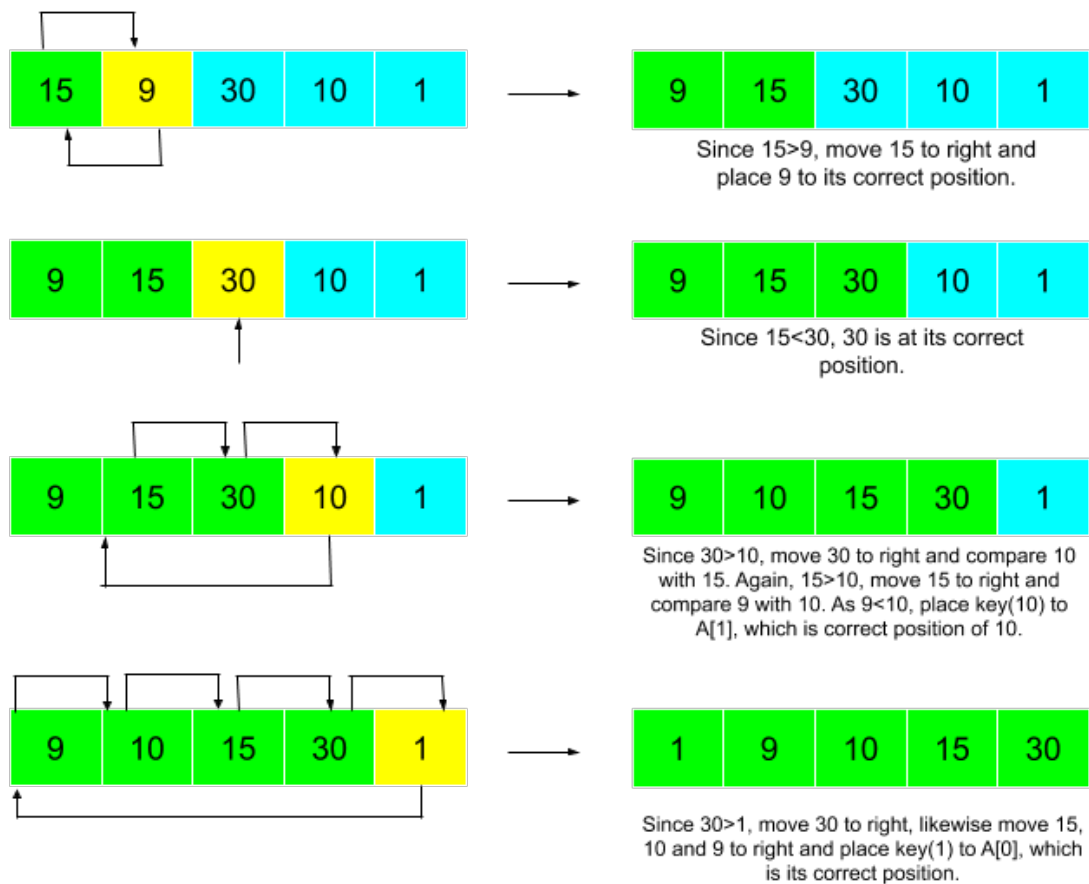 15 9 30 10 1
9 15 30 10 1
Since 15>9, move 15 to right and
place 9 to its correct position.
9 15 30 10 1
9 15 30 10 1
Since 15<30, 30 is at its correct
position.
9 15 30 10 1
9 10 15 30 1
Since 30>10, move 30 to right and compare 10
with 15. Again, 15>10, move 15 to right and
compare 9 with 10. As 9<10, place key(10) to
A[1], which is correct position of 10.
9 10 15 30 1
1 9 10 15 30
Since 30>1, move 30 to right, likewise move 15,
10 and 9 to right and place key(1) to A[0], which
is its correct position.